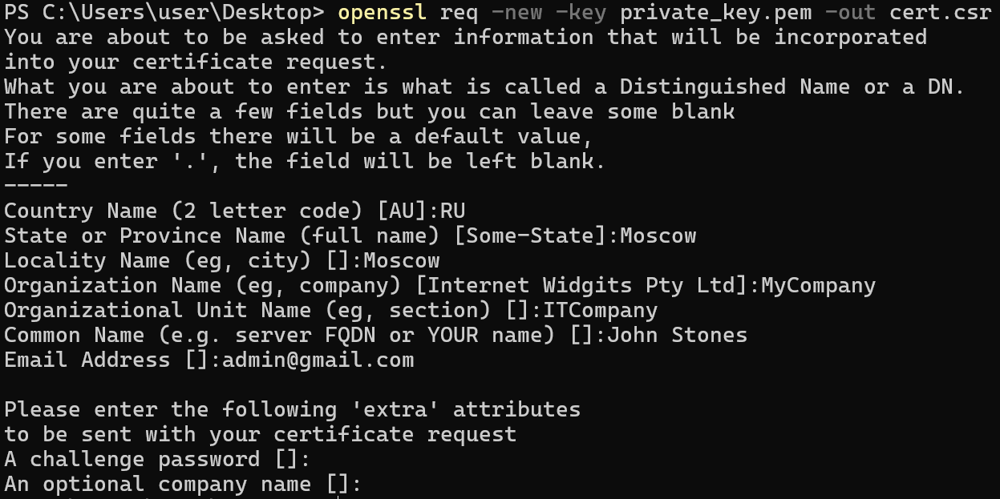 PS C:\Users\user\Desktop> openssl req -new -key private_key.pem -out cert.csr
You are about to be asked to enter information that will be incorporated
into your certificate request.
What you are about to enter is what is called a Distinguished Name or a DN.
There are quite a few fields but you can leave some blank
For some fields there will be a default value,
If you enter '.', the field will be left blank.
-----
Country Name (2 letter code) [AU]:RU
State or Province Name (full name) [Some-State]:Moscow
Locality Name (eg, city) []:Moscow
Organization Name (eg, company) [Internet Widgits Pty Ltd]:MyCompany
Organizational Unit Name (eg, section) []:ITCompany
Common Name (e.g. server FQDN or YOUR name) []:John Stones
Email Address []:admin@gmail.com

Please enter the following 'extra' attributes
to be sent with your certificate request
A challenge password []:
An optional company name []: